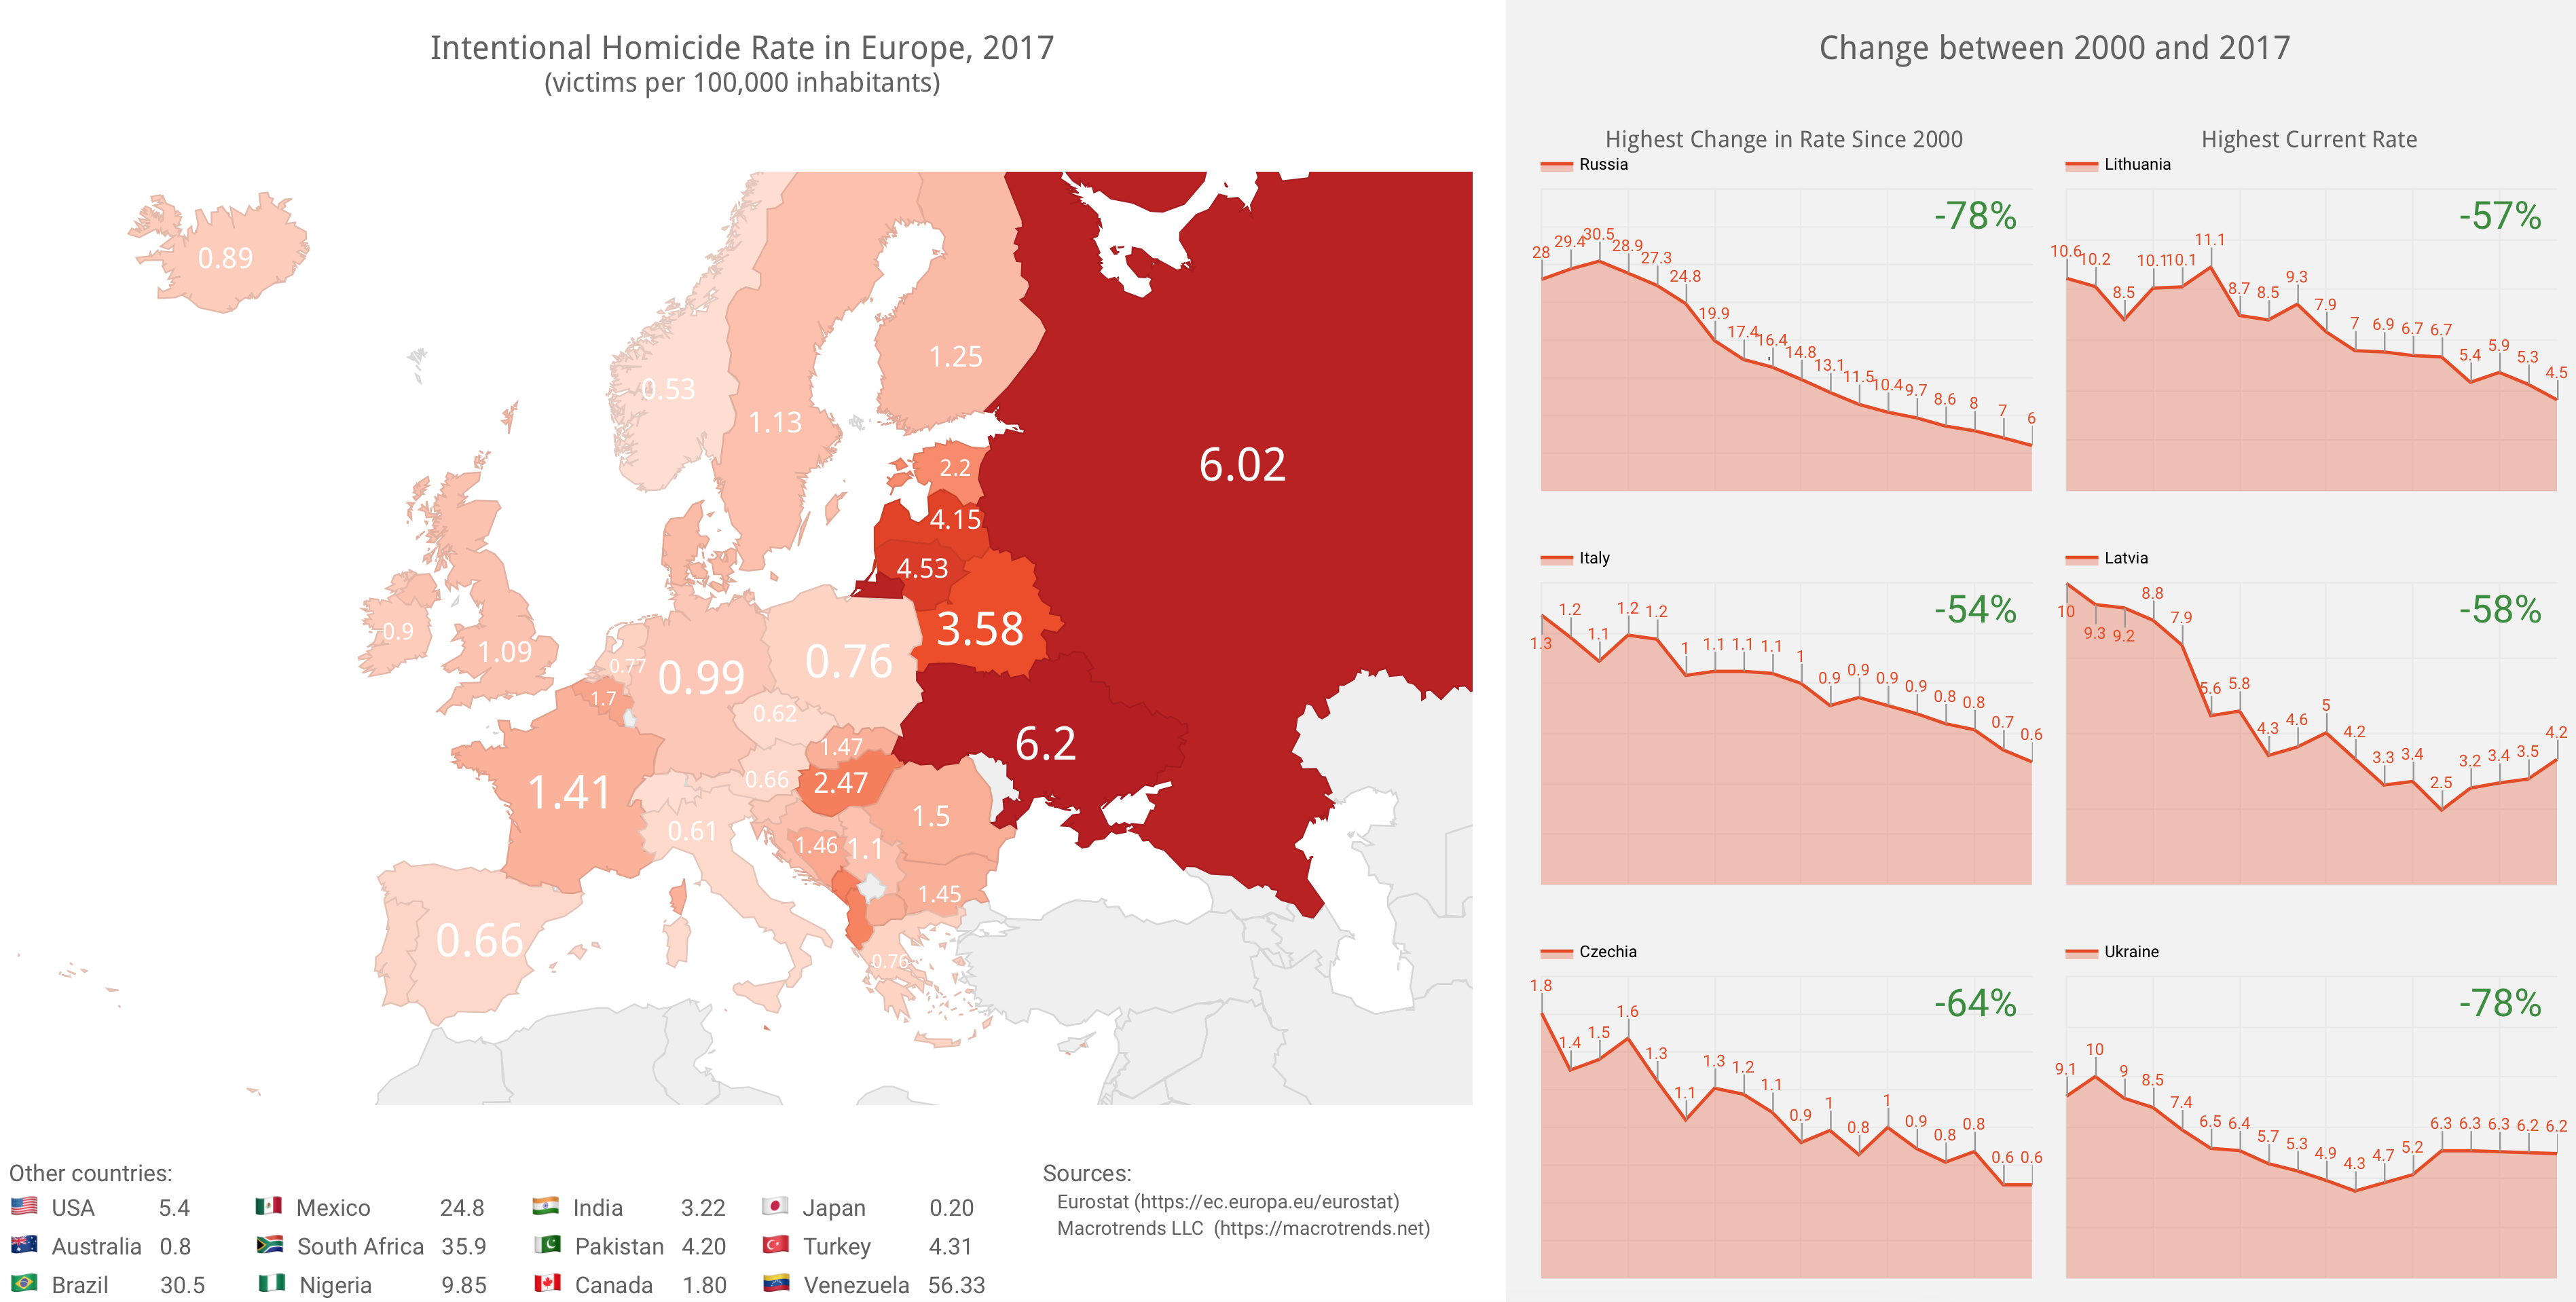 Intentional Homicide Rate in Europe, 2017
(victims per 100,000 inhabitants)
0.89
0.53
1.25
1.13
6.02
2.2
4.15
4.53
3.58
0.9
1.09
0.77
0.99
0.76
1.7
0.62
6.2
1.47
1.41
0.66
2.47
0.61
1.5
1.46
1.1
1.45
0.66
0.76
Other countries:
USA 5.4 Mexico 24.8 India 3.22 Japan 0.20
Australia 0.8 South Africa 35.9 Pakistan 4.20 Turkey 4.31
Brazil 30.5 Nigeria 9.85 Canada 1.80 Venezuela 56.33
Sources:
Eurostat (https://ec.europa.eu/eurostat)
Macrotrends LLC (https://macrotrends.net)
Change between 2000 and 2017
Highest Change in Rate Since 2000
Russia
-78%
28 29.4 30.5 28.9 27.3 24.8 19.9 17.4 16.4 14.8 13.1 11.5 10.4 9.7 8.6 8 7 6
Italy
-54%
1.3 1.2 1.1 1.2 1.2 1 1.1 1.1 1.1 1 0.9 0.9 0.9 0.9 0.8 0.8 0.7 0.6
Czechia
-64%
1.8 1.4 1.5 1.6 1.3 1.1 1.3 1.2 1.1 0.9 1 0.8 1 0.9 0.8 0.8 0.6 0.6
Highest Current Rate
Lithuania
-57%
10.6 10.2 8.5 10.1 10.1 11.1 8.7 8.5 9.3 7.9 7 6.9 6.7 6.7 5.4 5.9 5.3 4.5
Latvia
-58%
10 9.3 9.2 8.8 7.9 5.6 5.8 4.3 4.6 5 4.2 3.3 3.4 2.5 3.2 3.4 3.5 4.2
Ukraine
-78%
9.1 10 9 8.5 7.4 6.5 6.4 5.7 5.3 4.9 4.3 4.7 5.2 6.3 6.3 6.3 6.2 6.2